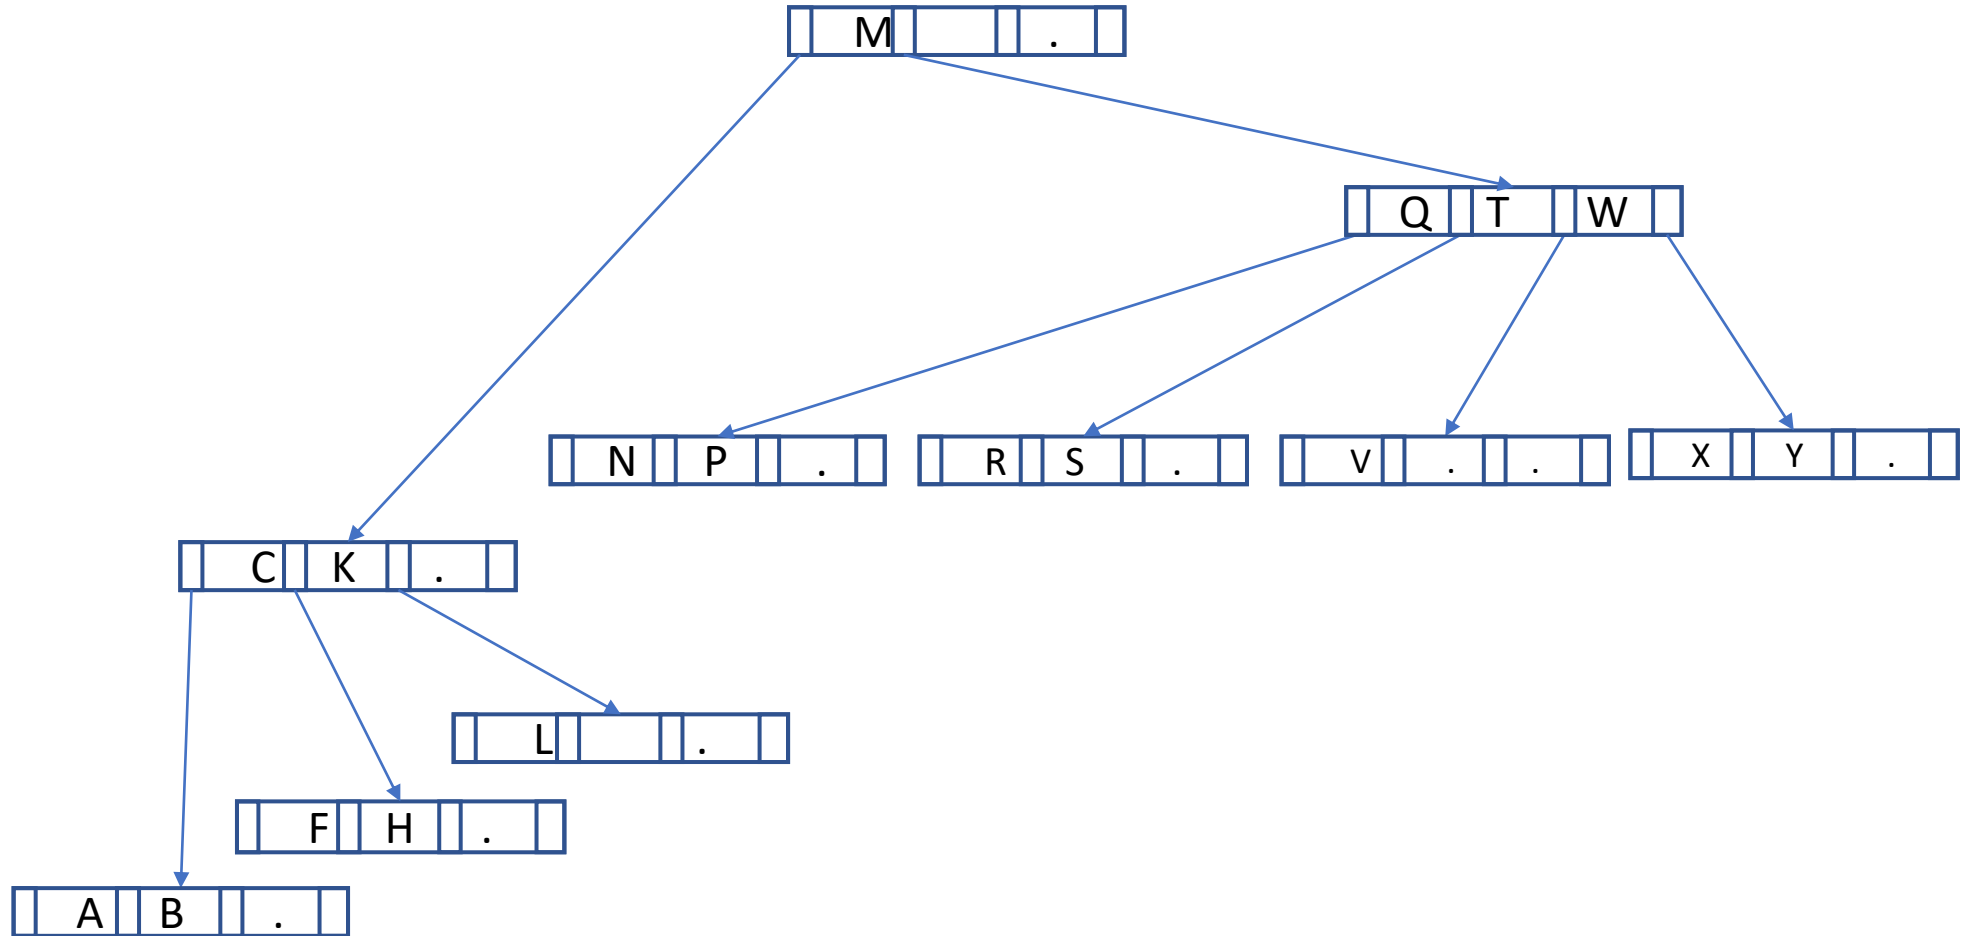 M .
Q T W
N P . R S . V . . X Y .
C K .
L .
F H .
A B .